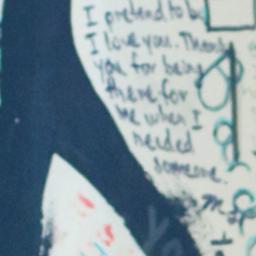 I pretend to be
I love you. Thank
you for being
there for
me when I
needed
someone.